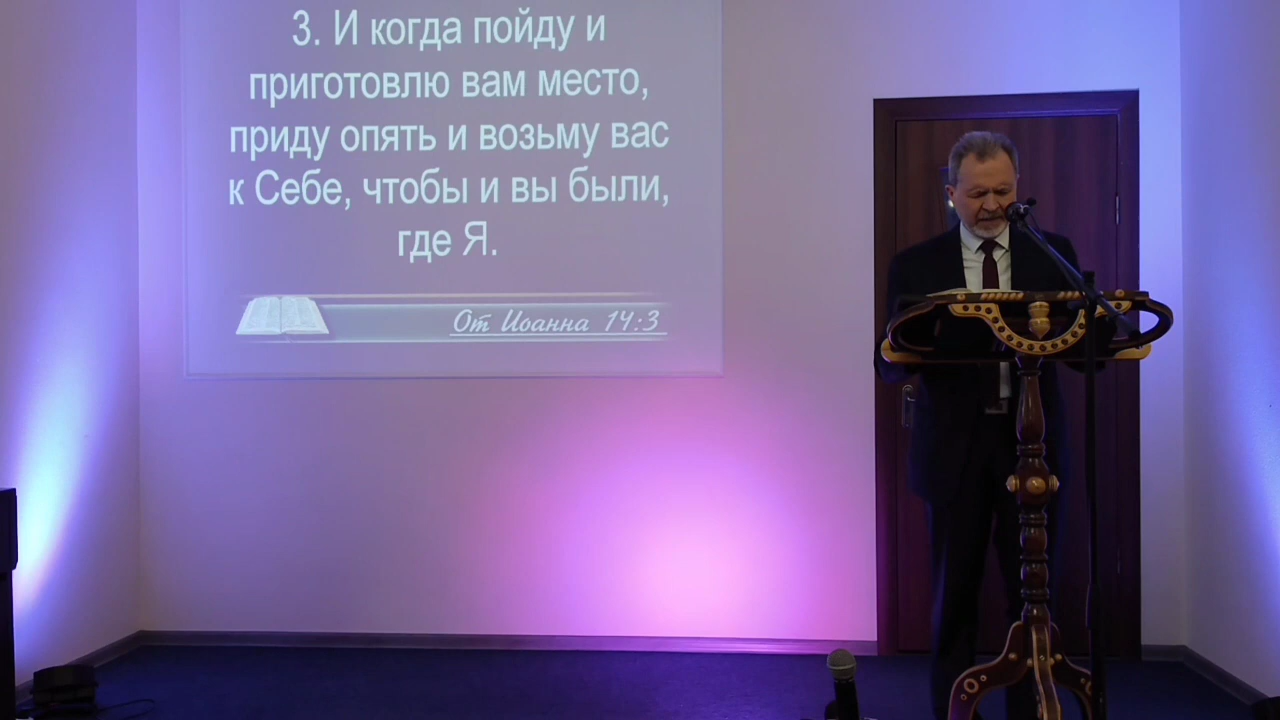 3. И когда пойду и
приготовлю вам место,
приду опять и возьму вас
к Себе, чтобы и вы были,
где Я.
От Иоанна 14:3